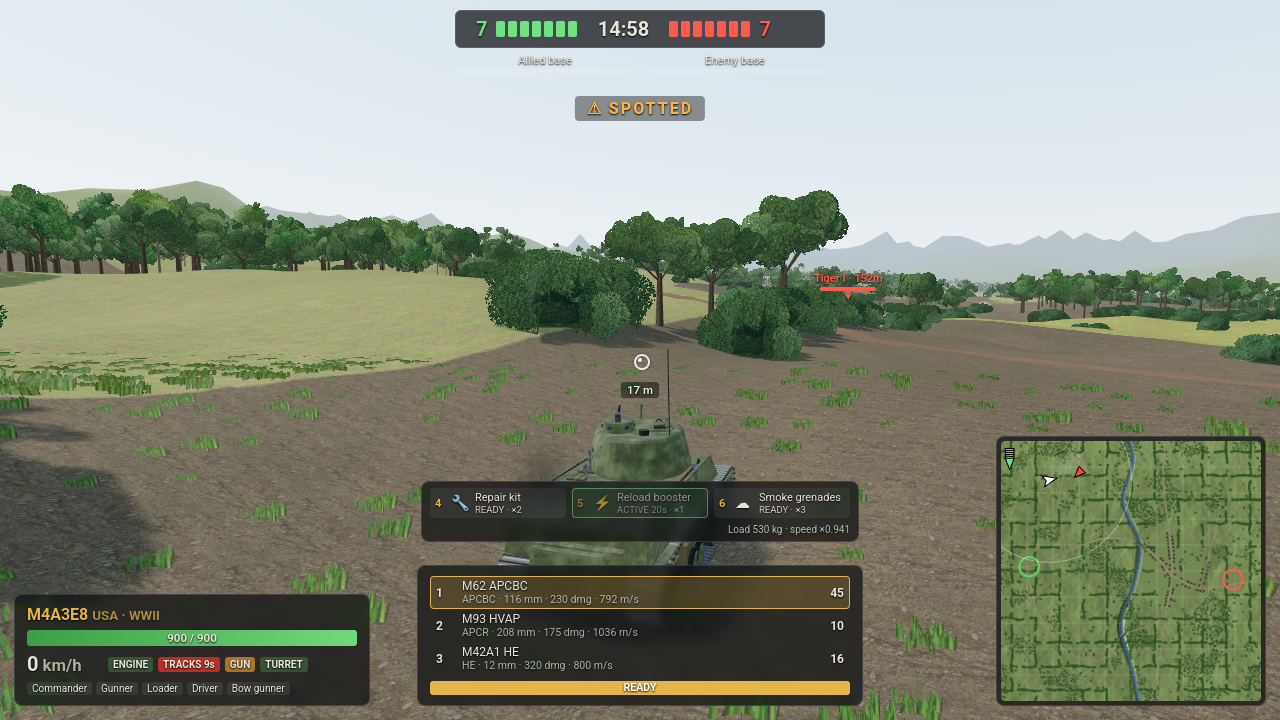 7 14:58 7
Allied base Enemy base
⚠ SPOTTED
Tiger I · 152m
17 m
4 Repair kit READY · ×2
5 Reload booster ACTIVE 20s · ×1
6 Smoke grenades READY · ×3
Load 530 kg · speed ×0.941
1 M62 APCBC 45
APCBC · 116 mm · 230 dmg · 792 m/s
2 M93 HVAP 10
APCR · 208 mm · 175 dmg · 1036 m/s
3 M42A1 HE 16
HE · 12 mm · 320 dmg · 800 m/s
READY
M4A3E8 USA · WWII
900 / 900
0 km/h ENGINE TRACKS 9s GUN TURRET
Commander Gunner Loader Driver Bow gunner